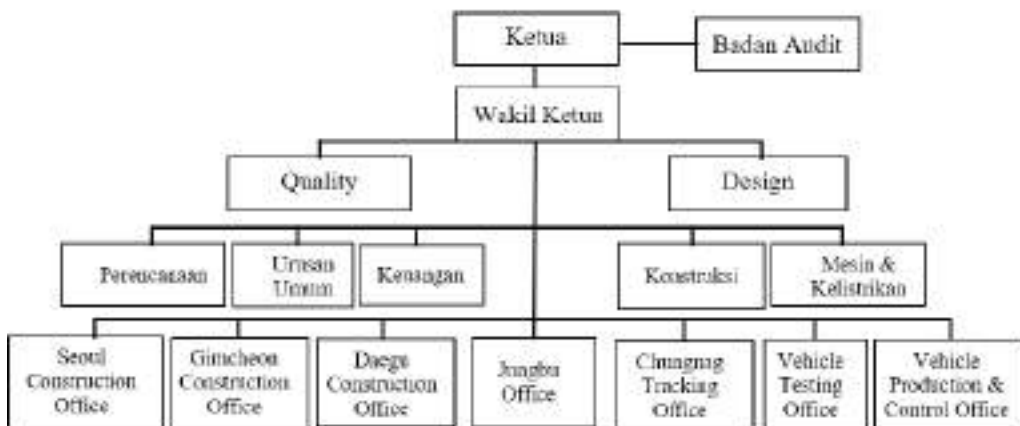 Ketua
Badan Audit
Wakil Ketua
Quality
Design
Perencanaan
Urusan
Umum
Keuangan
Konstruksi
Mesin &
Kelistrikan
Seoul
Construction
Office
Gimcheon
Construction
Office
Daegu
Construction
Office
Jungbu
Office
Chungnag
Tracking
Office
Vehicle
Testing
Office
Vehicle
Production &
Control Office